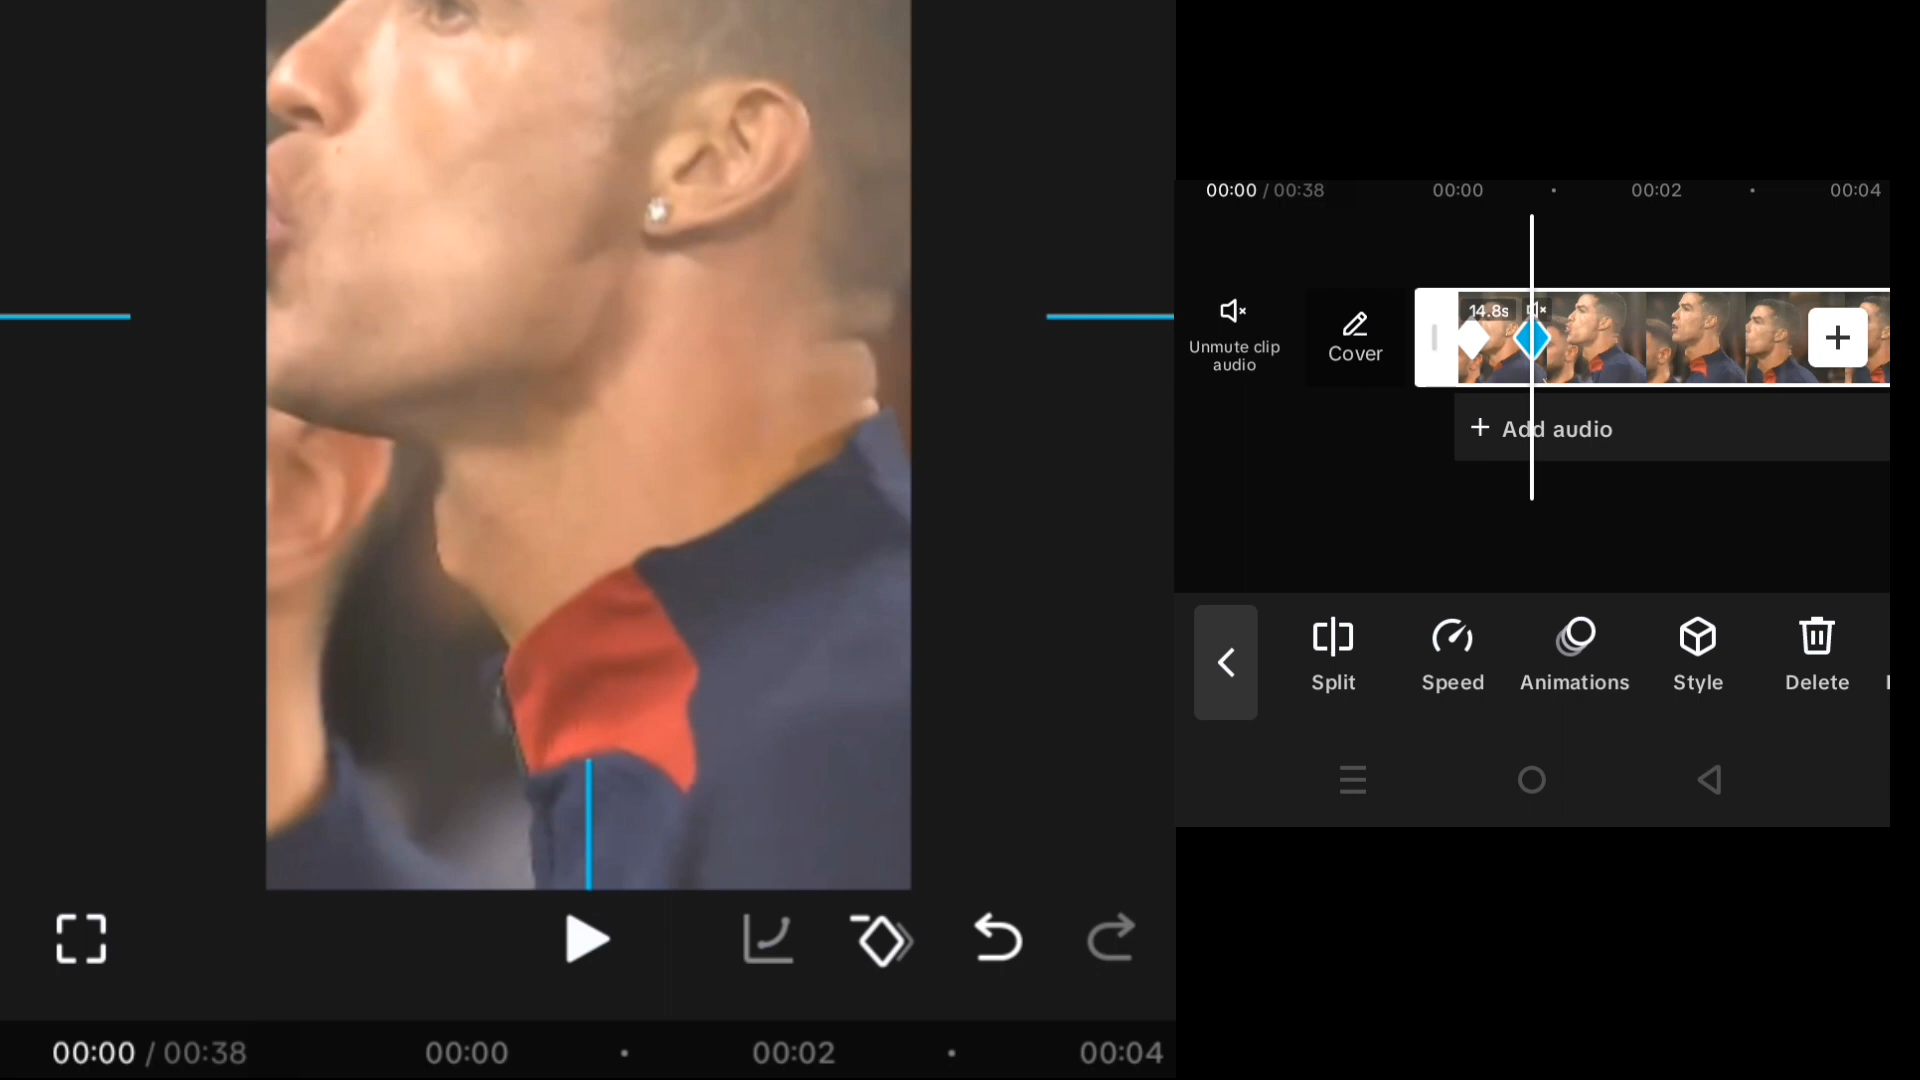 00:00 / 00:38 00:00 00:02 00:04
14.8s
Unmute clip
audio
Cover
+ Add audio
Split Speed Animations Style Delete
00:00 / 00:38 00:00 00:02 00:04